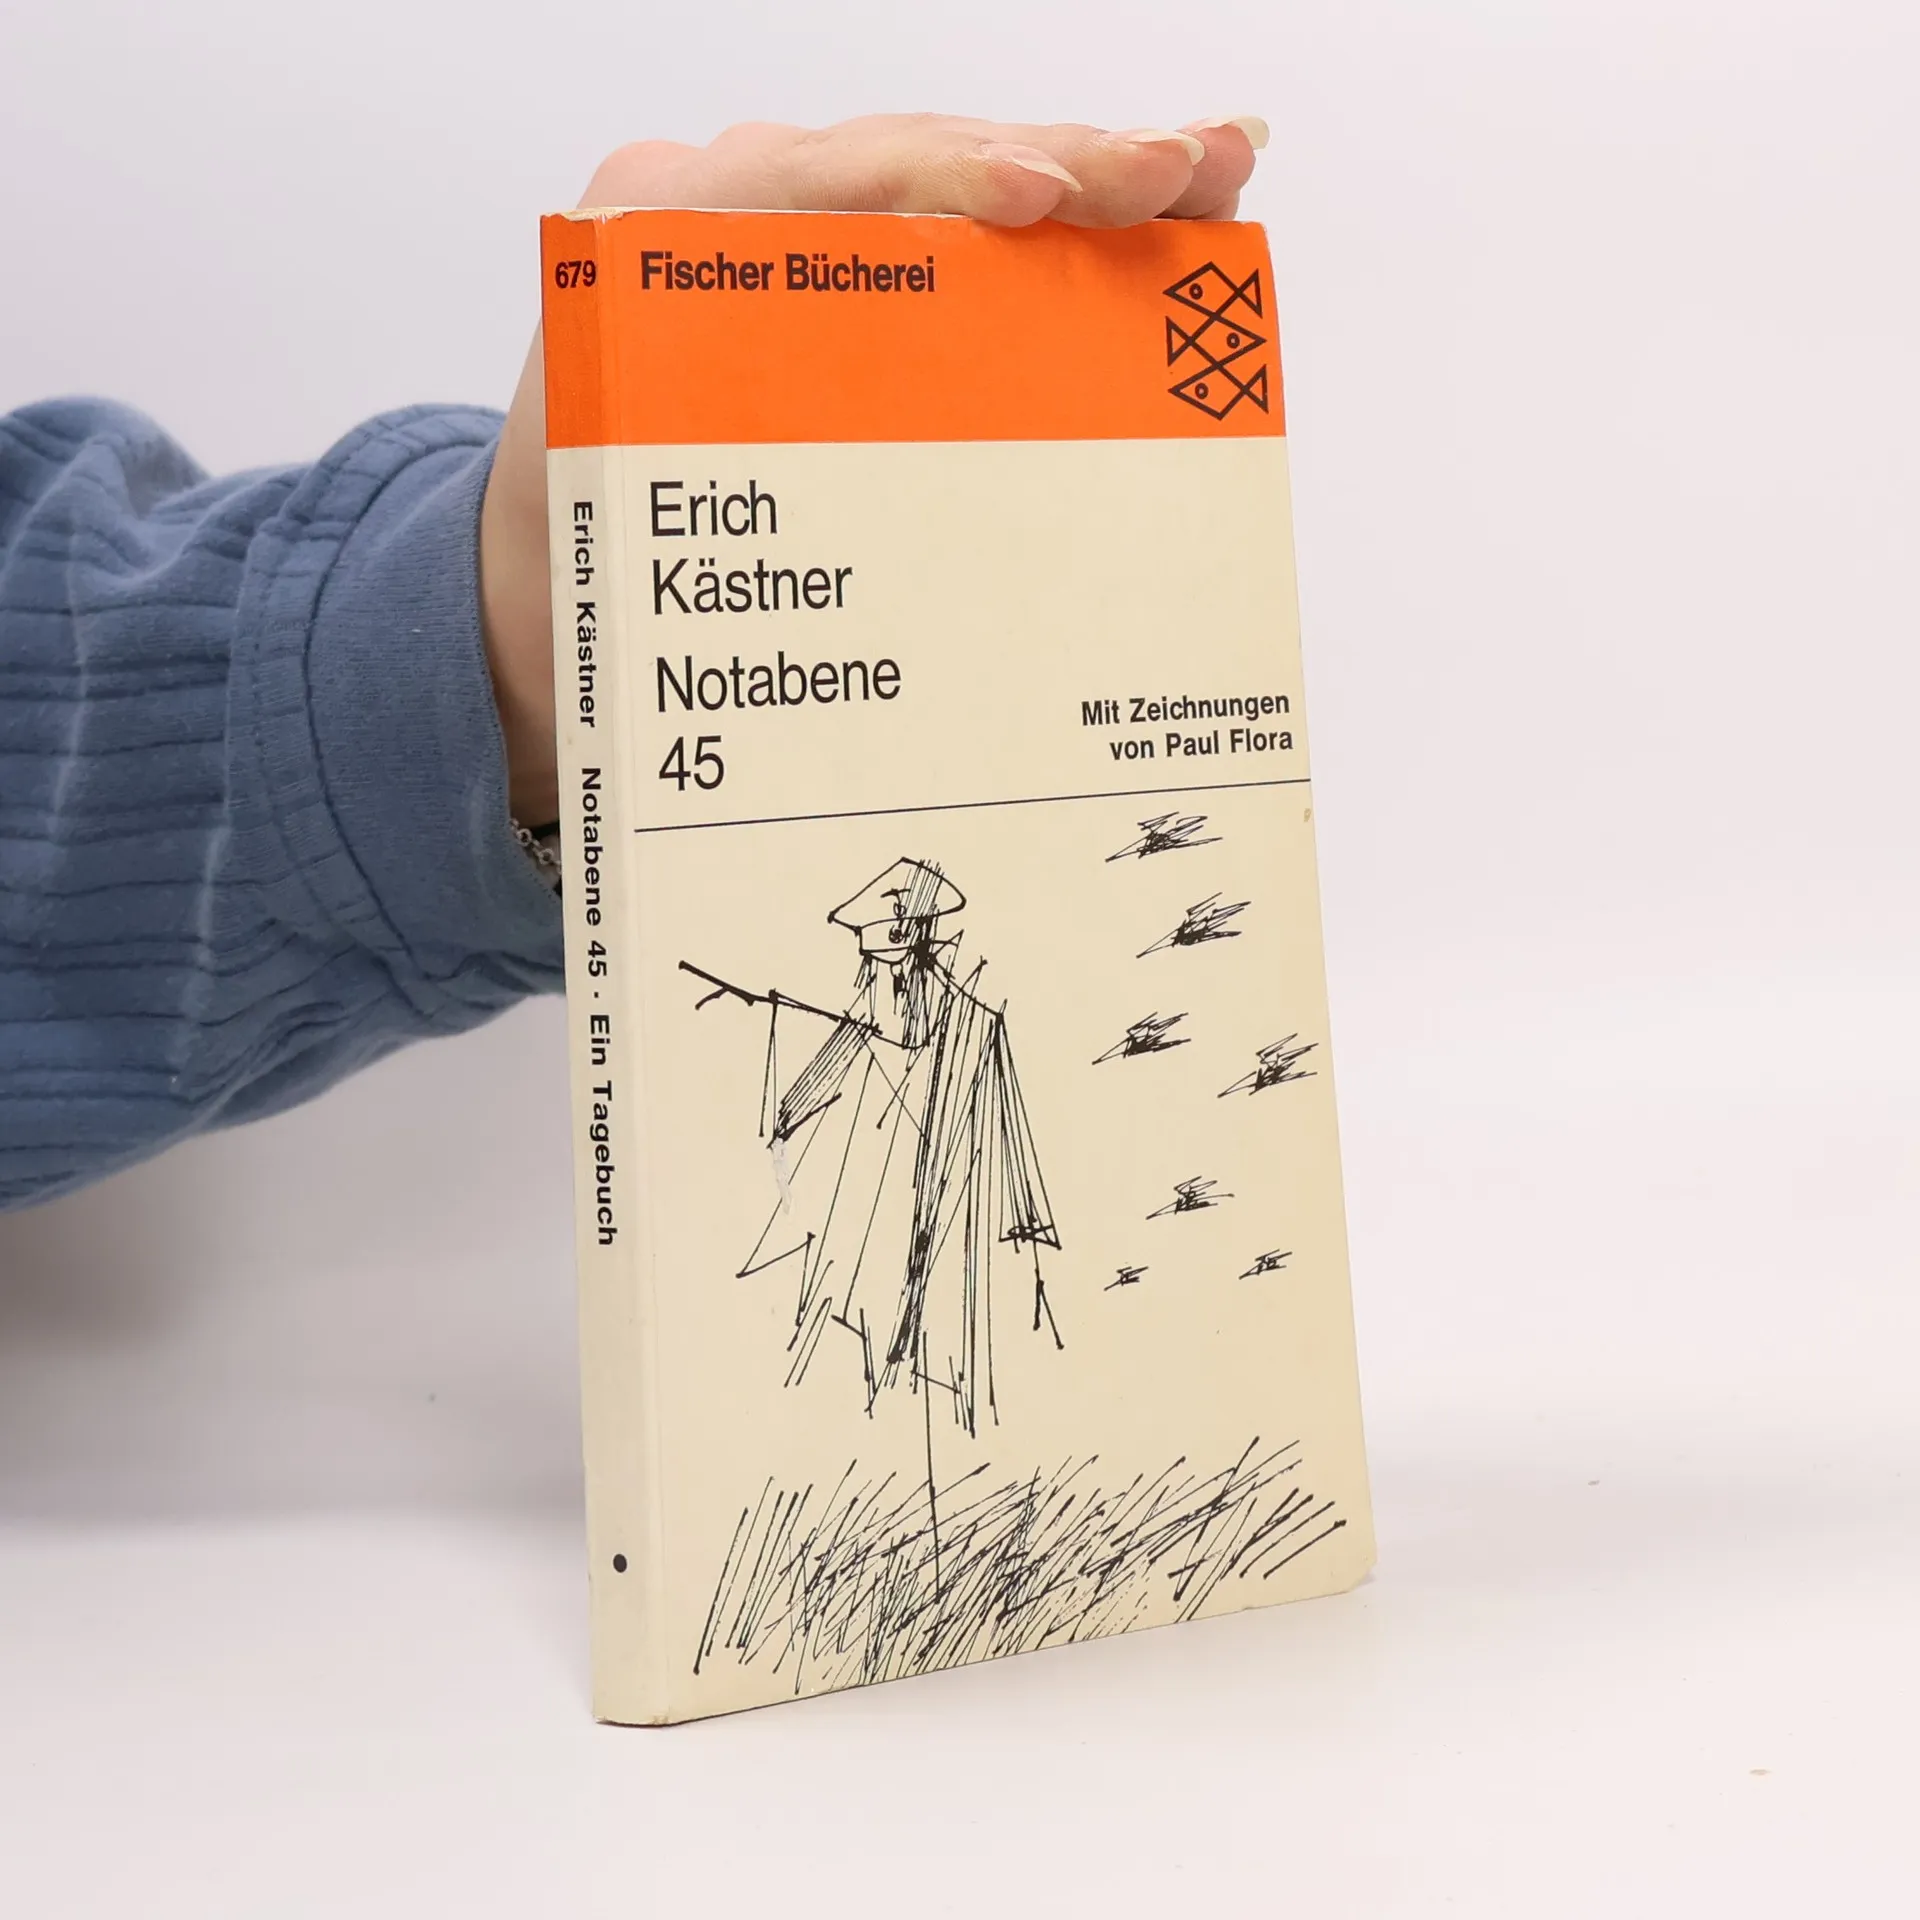 679
Fischer Bücherei
Erich
Kästner
Notabene
45
Mit Zeichnungen
von Paul Flora
Erich Kästner Notabene 45 · Ein Tagebuch